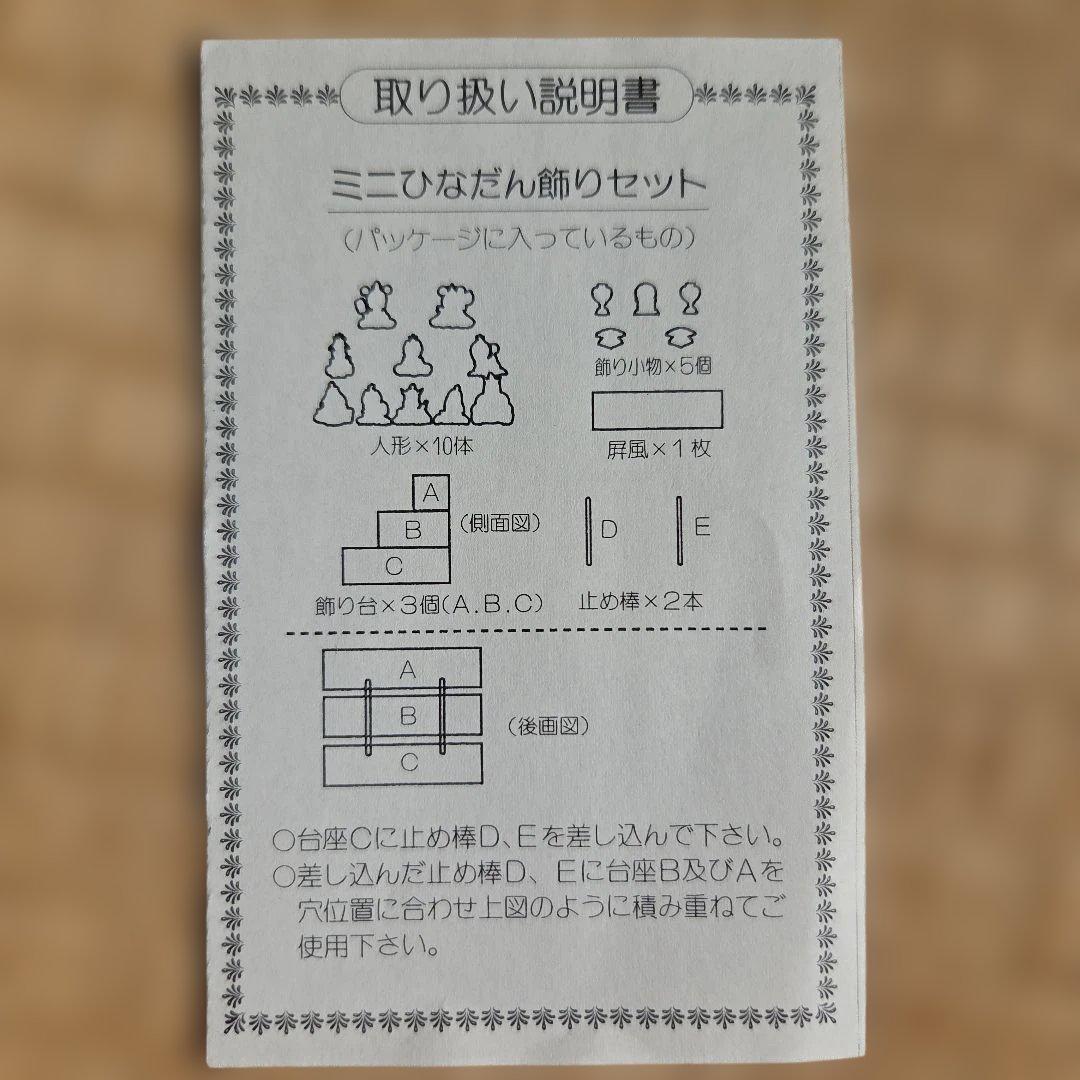 取り扱い説明書
ミニひなだん飾りセット
(パッケージに入っているもの)
飾り小物×5個
人形×10体
屏風×1枚
A
B
C
(側面図)
D
E
飾り台×3個(A.B.C)
止め棒×2本
A
B
C
(後画図)
○台座Cに止め棒D、Eを差し込んで下さい。
○差し込んだ止め棒D、Eに台座B及びAを
穴位置に合わせ上図のように積み重ねてご
使用下さい。